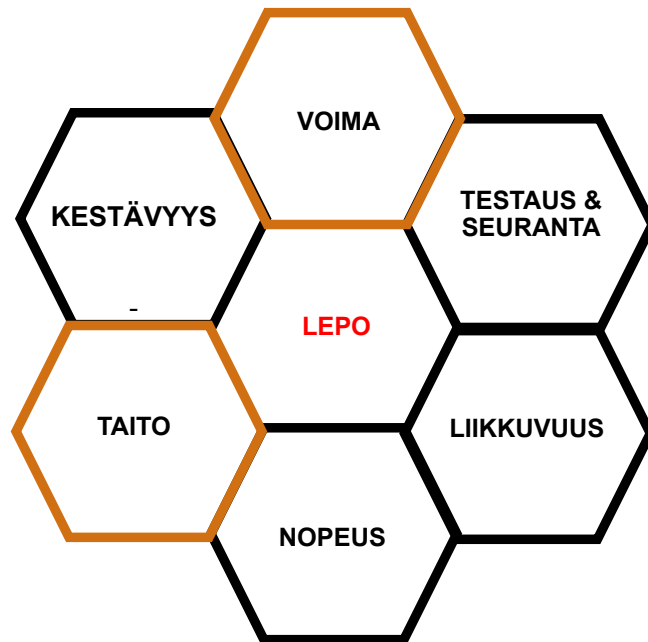 VOIMA
KESTÄVYYS
-
TESTAUS &
SEURANTA
LEPO
TAITO
LIIKKUVUUS
NOPEUS